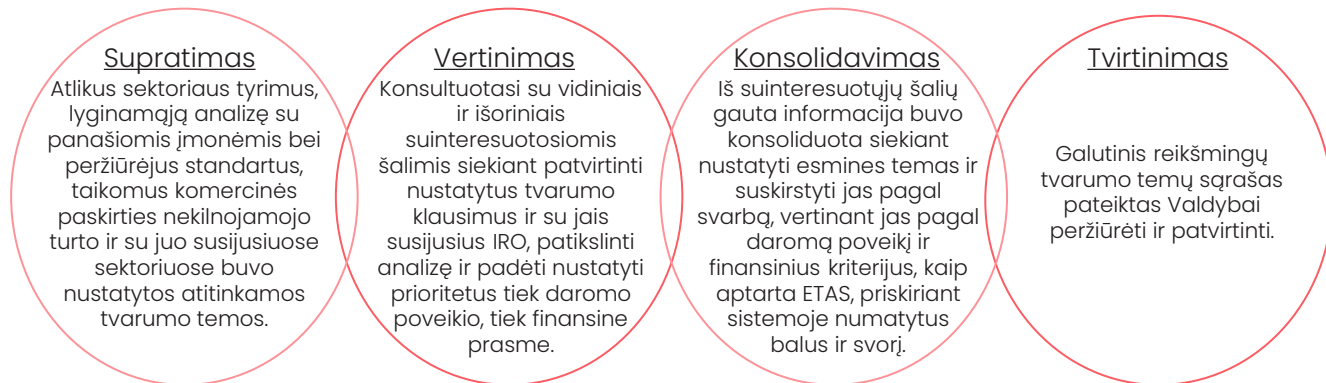 Supratimas
Atlikus sektoriaus tyrimus,
lyginamąją analizę su
panašiomis įmonėmis bei
peržiūrėjus standartus,
taikomus komercinės
paskirties nekilnojamojo
turto ir su juo susijusiuose
sektoriuose buvo
nustatytos atitinkamos
tvarumo temos.
Vertinimas
Konsultuotasi su vidiniais
ir išoriniais
suinteresuotosiomis
šalimis siekiant patvirtinti
nustatytus tvarumo
klausimus ir su jais
susijusius IRO, patikslinti
analizę ir padėti nustatyti
prioritetus tiek daromo
poveikio, tiek finansine
prasme.
Konsolidavimas
Iš suinteresuotųjų šalių
gauta informacija buvo
konsoliduota siekiant
nustatyti esmines temas ir
suskirstyti jas pagal
svarbą, vertinant jas pagal
daromą poveikį ir
finansinius kriterijus, kaip
aptarta ETAS, priskiriant
sistemoje numatytus
balus ir svorį.
Tvirtinimas
Galutinis reikšmingų
tvarumo temų sąrašas
pateiktas Valdybai
peržiūrėti ir patvirtinti.